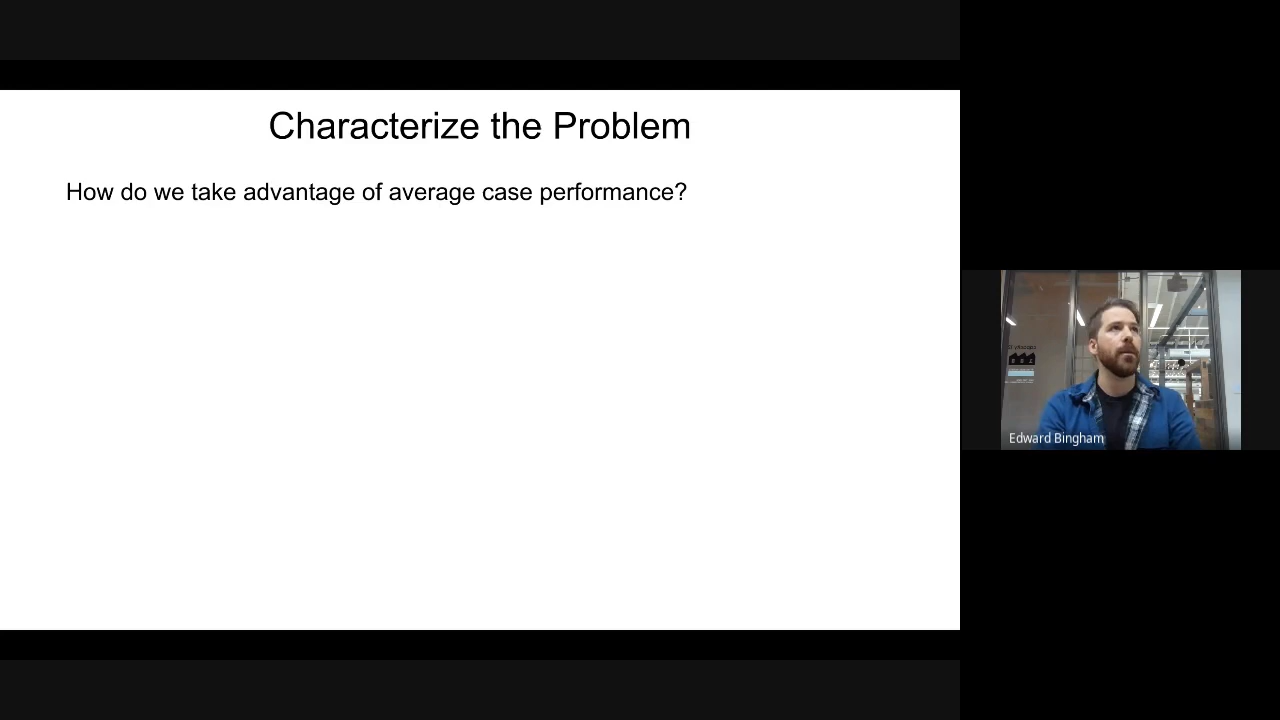 Characterize the Problem
How do we take advantage of average case performance?
Edward Bingham